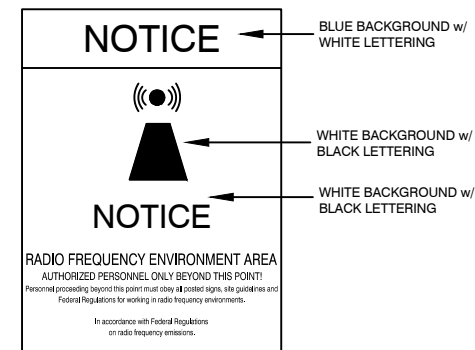 NOTICE
BLUE BACKGROUND w/
WHITE LETTERING
WHITE BACKGROUND w/
BLACK LETTERING
WHITE BACKGROUND w/
BLACK LETTERING
NOTICE
RADIO FREQUENCY ENVIRONMENT AREA
AUTHORIZED PERSONNEL ONLY BEYOND THIS POINT!
Personnel proceeding beyond this point must obey all posted signs, site guidelines and
Federal Regulations for working in radio frequency environments.
In accordance with Federal Regulations
on radio frequency emissions.